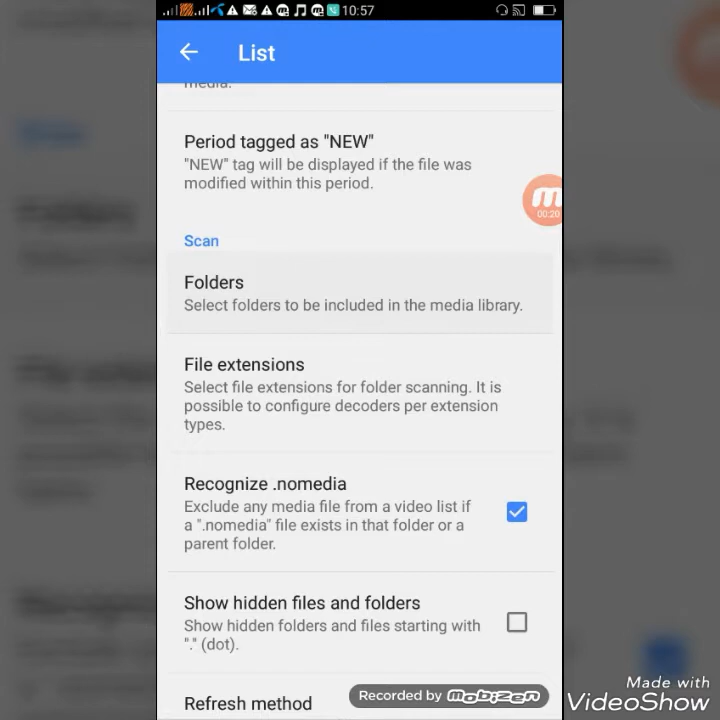 10:57
List
media.
Period tagged as "NEW"
"NEW" tag will be displayed if the file was
modified within this period.
00:20
Scan
Folders
Select folders to be included in the media library.
File extensions
Select file extensions for folder scanning. It is
possible to configure decoders per extension
types.
Recognize .nomedia
Exclude any media file from a video list if
a ".nomedia" file exists in that folder or a
parent folder.
Show hidden files and folders
Show hidden folders and files starting with
"." (dot).
Refresh method
Recorded by mobizen
Made with
VideoShow